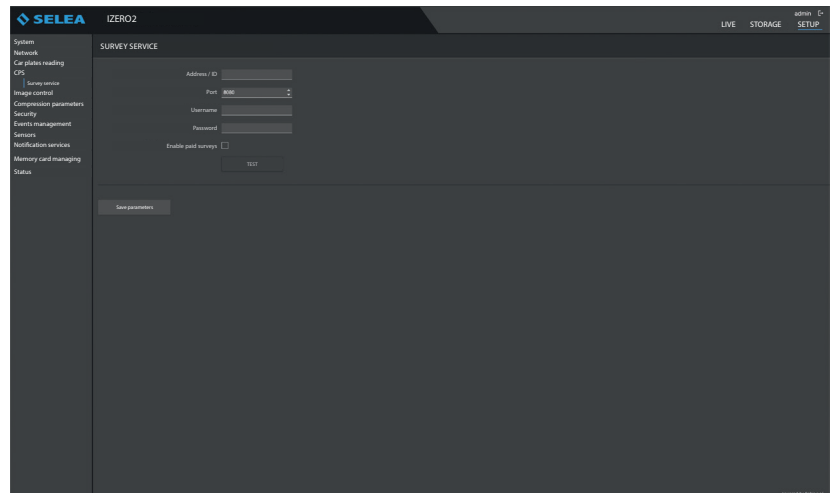 SELEA
IZERO2
admin
LIVE STORAGE SETUP
System
Network
Car plates reading
CPS
Survey service
Image control
Compression parameters
Security
Events management
Sensors
Notification services
Memory card managing
Status
SURVEY SERVICE
Address / ID
Port 8080
Username
Password
Enable paid surveys
TEST
Save parameters